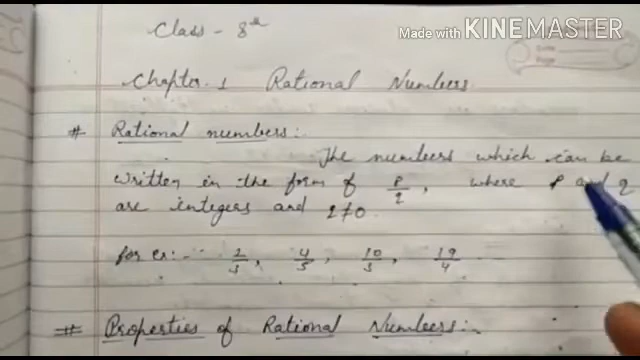 Made with KINEMASTER
Class - 8th
Chapter 1 Rational Numbers
# Rational numbers:
The numbers which can be
written in the form of p/q, where p and q
are integers and q≠0.
for ex:- 2/3, 4/5, 10/3, 19/4
# Properties of Rational Numbers:-